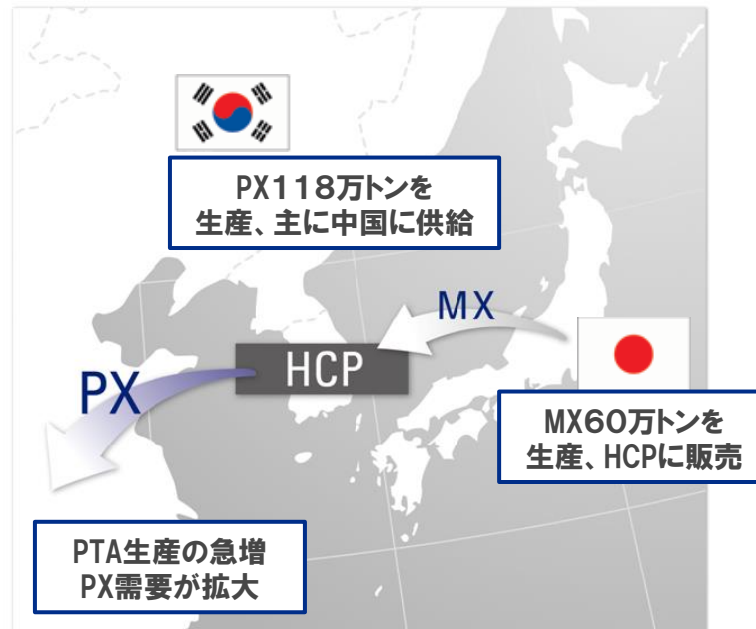 PX118万トンを
生産、主に中国に供給
MX
HCP
PX
MX60万トンを
生産、HCPに販売
PTA生産の急増
PX需要が拡大